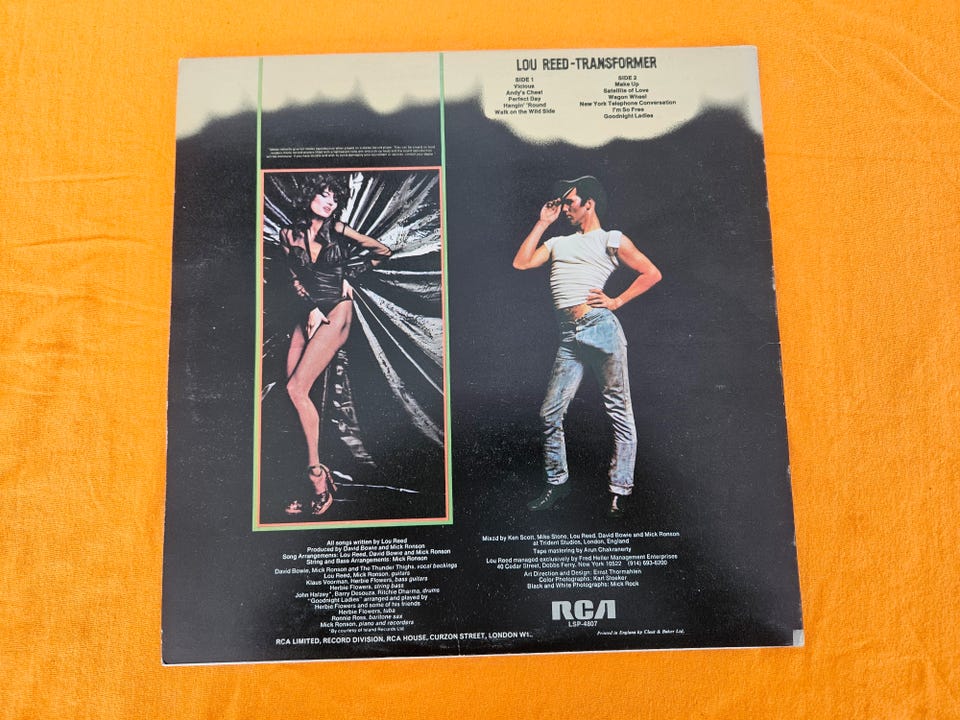 LOU REED-TRANSFORMER
SIDE 1
Vicious
Andy's Chest
Perfect Day
Hangin' 'Round
Walk on the Wild Side
SIDE 2
Make Up
Satellite of Love
Wagon Wheel
New York Telephone Conversation
I'm So Free
Goodnight Ladies
All songs written by Lou Reed
Produced by David Bowie and Mick Ronson
Song Arrangements: Lou Reed, David Bowie and Mick Ronson
String and Bass Arrangements: Mick Ronson
David Bowie, Mick Ronson and The Thunder Thighs, vocal backings
Lou Reed, Mick Ronson, guitars
Klaus Voorman, Herbie Flowers, bass guitars
Herbie Flowers, string bass
John Halsey*, Barry Desouza, Ritchie Dharma, drums
"Goodnight Ladies" arranged and played by
Herbie Flowers and some of his friends
Herbie Flowers, tuba
Ronnie Ross, baritone sax
Mick Ronson, piano and recorders
*By courtesy of Island Records Ltd
RCA LIMITED, RECORD DIVISION, RCA HOUSE, CURZON STREET, LONDON W1..
Mixed by Ken Scott, Mike Stone, Lou Reed, David Bowie and Mick Ronson
at Trident Studios, London, England
Tape mastering by Arun Chakraverty
Lou Reed managed exclusively by Fred Heller Management Enterprises
40 Cedar Street, Dobbs Ferry, New York 10522 (914) 693-6200
Art Direction and Design: Ernst Thormahlen
Color Photographs: Karl Stoeker
Black and White Photographs: Mick Rock
RCA
LSP-4807
Printed in England by Clout & Baker Ltd.